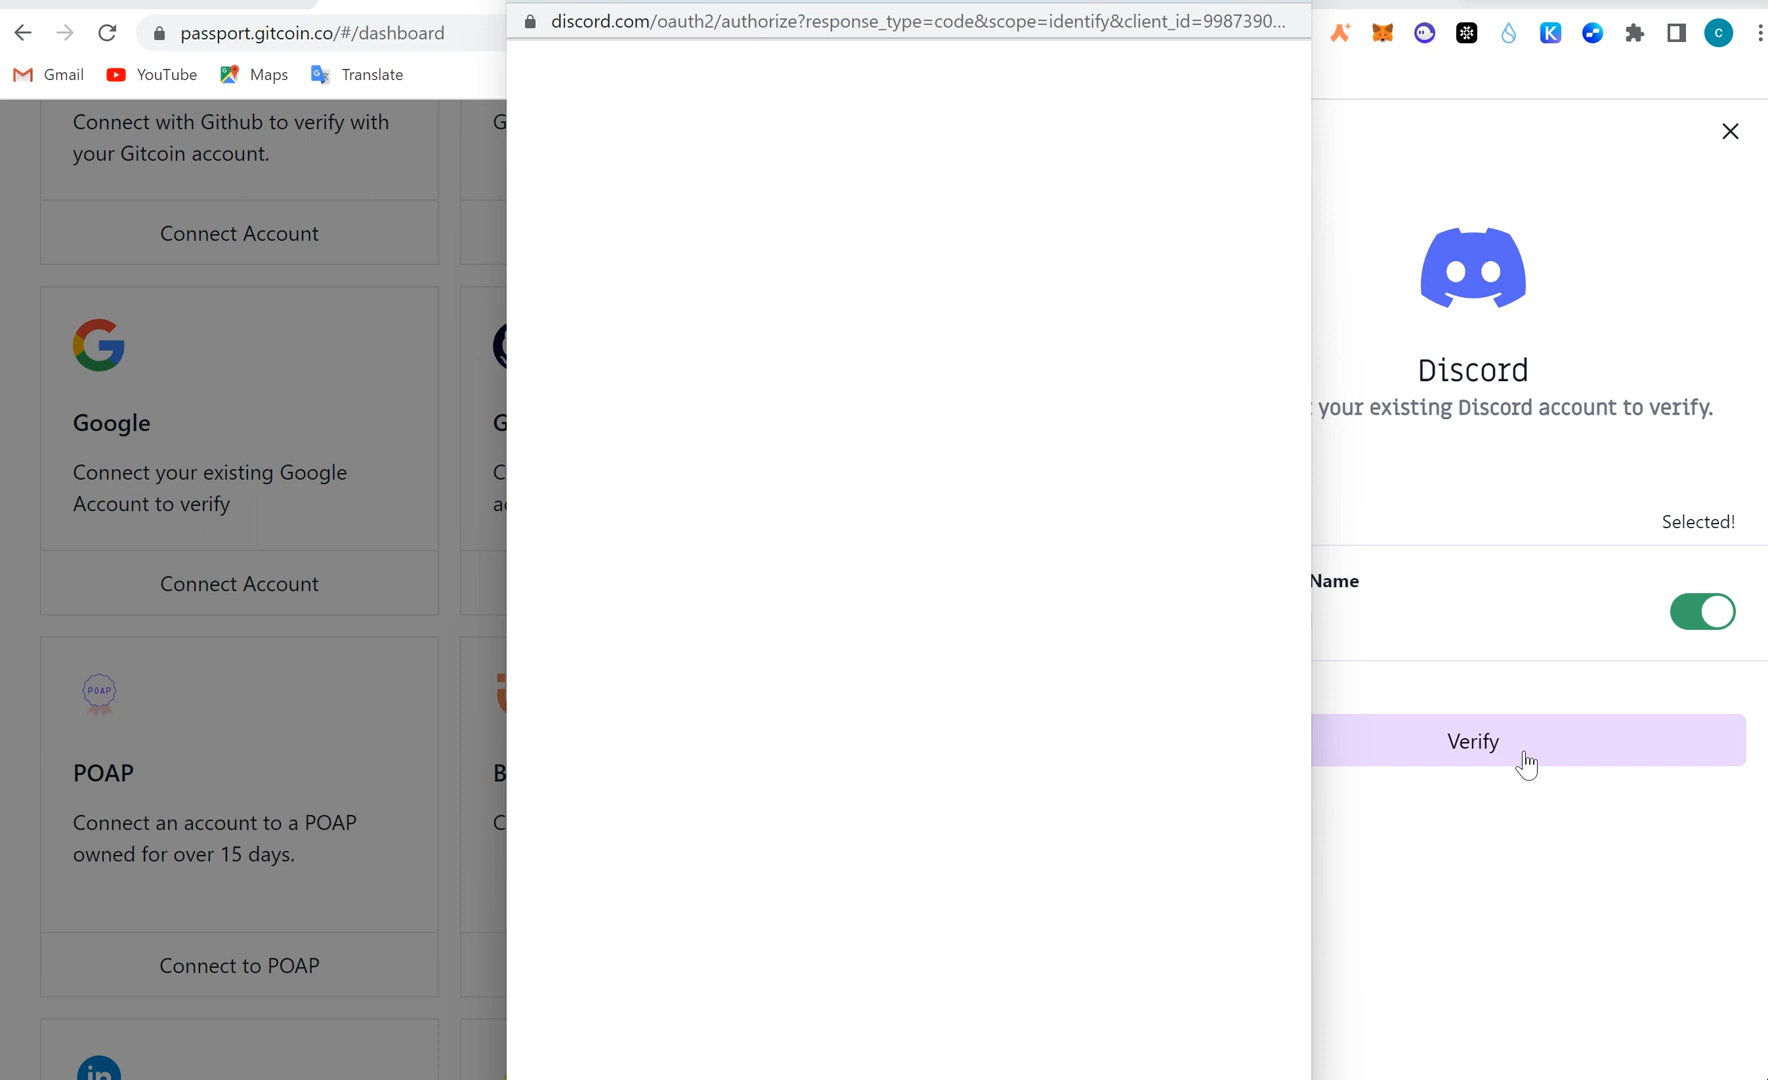 passport.gitcoin.co/#/dashboard
discord.com/oauth2/authorize?response_type=code&scope=identify&client_id=9987390...
C
Gmail
YouTube
Maps
Translate
Connect with Github to verify with
your Gitcoin account.
G
Connect Account
Google
Connect your existing Google
Account to verify
G
C
ac
Connect Account
POAP
POAP
Connect an account to a POAP
owned for over 15 days.
B
C
Connect to POAP
in
Discord
your existing Discord account to verify.
Selected!
Name
Verify